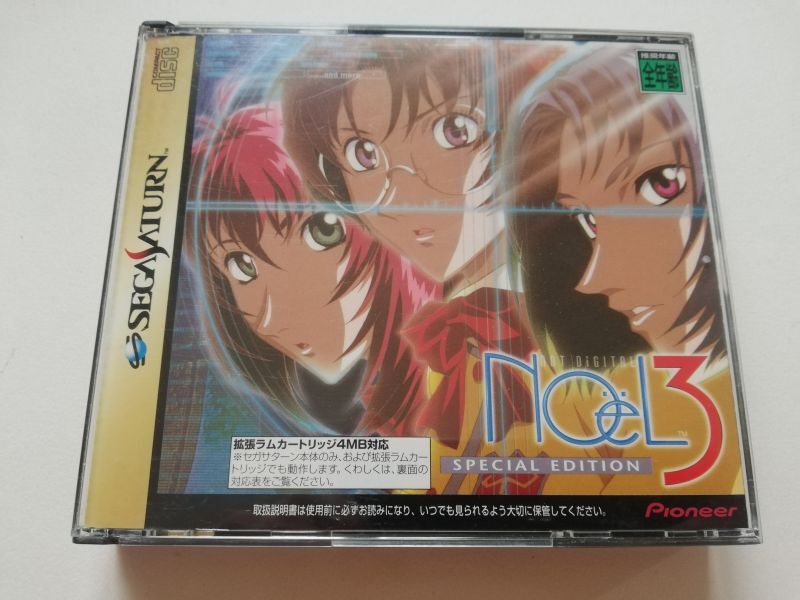 COMPACT
disc
SEGA SATURN™
and more
推奨年齢
全年齢
NOT DiGITAL
NOëL3™
SPECIAL EDITION
拡張ラムカートリッジ4MB対応
※セガサターン本体のみ、および拡張ラムカー
トリッジでも動作します。くわしくは、裏面の
対応表をご覧ください。
取扱説明書は使用前に必ずお読みになり、いつでも見られるよう大切に保管してください。
Pioneer